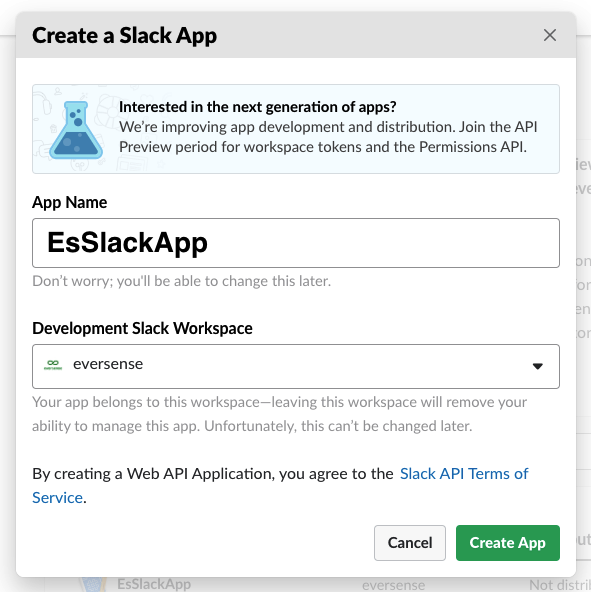 Create a Slack App
Interested in the next generation of apps?
We’re improving app development and distribution. Join the API
Preview period for workspace tokens and the Permissions API.
App Name
EsSlackApp
Don’t worry; you'll be able to change this later.
Development Slack Workspace
eversense
Your app belongs to this workspace—leaving this workspace will remove your
ability to manage this app. Unfortunately, this can’t be changed later.
By creating a Web API Application, you agree to the Slack API Terms of
Service.
Cancel
Create App
EsSlackApp
eversense
Not distri